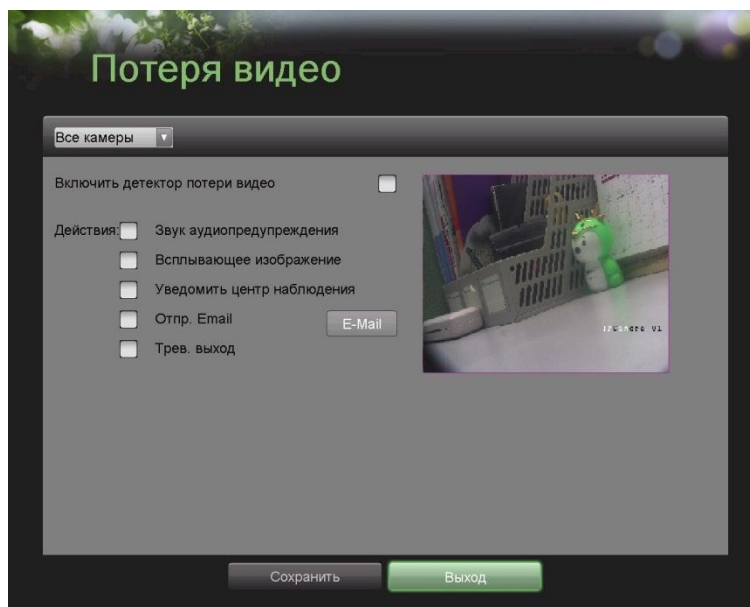 Потеря видео
Все камеры
Включить детектор потери видео
Действия:
Звук аудиопредупреждения
Всплывающее изображение
Уведомить центр наблюдения
Отпр. Email
E-Mail
Трев. выход
Сохранить
Выход